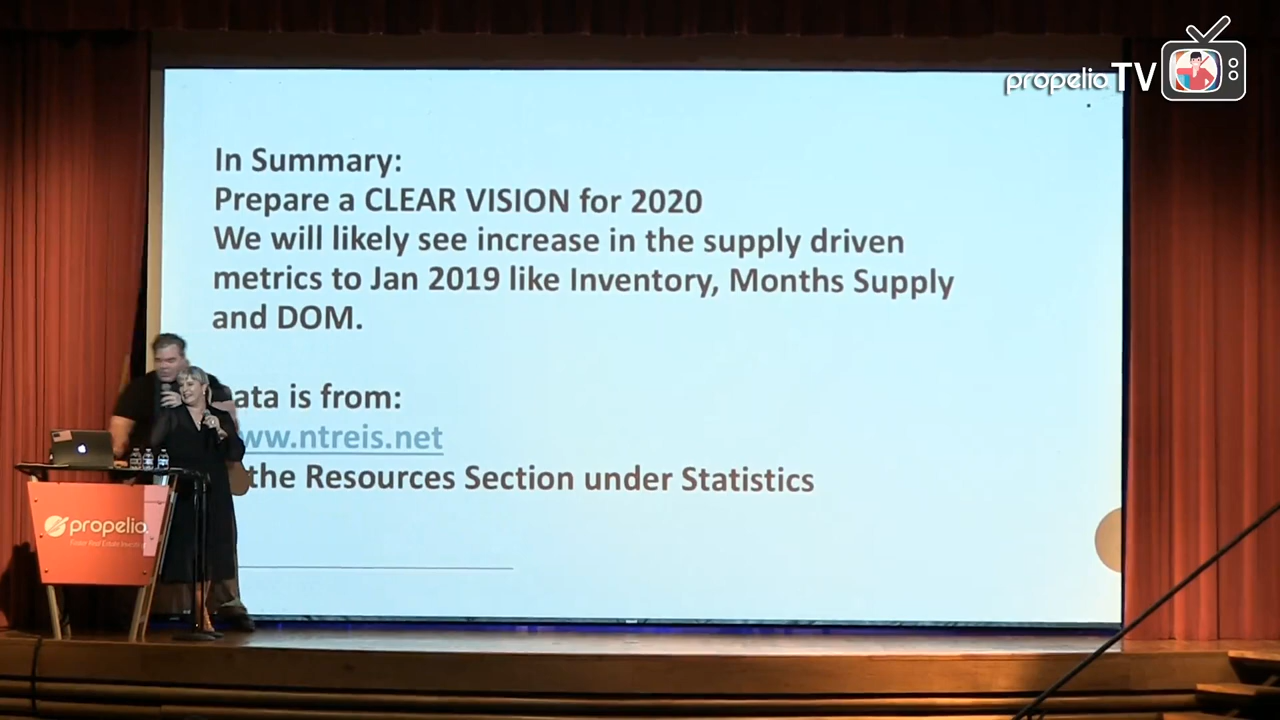 propelio TV
In Summary:
Prepare a CLEAR VISION for 2020
We will likely see increase in the supply driven
metrics to Jan 2019 like Inventory, Months Supply
and DOM.
ata is from:
ww.ntreis.net
the Resources Section under Statistics
propelio